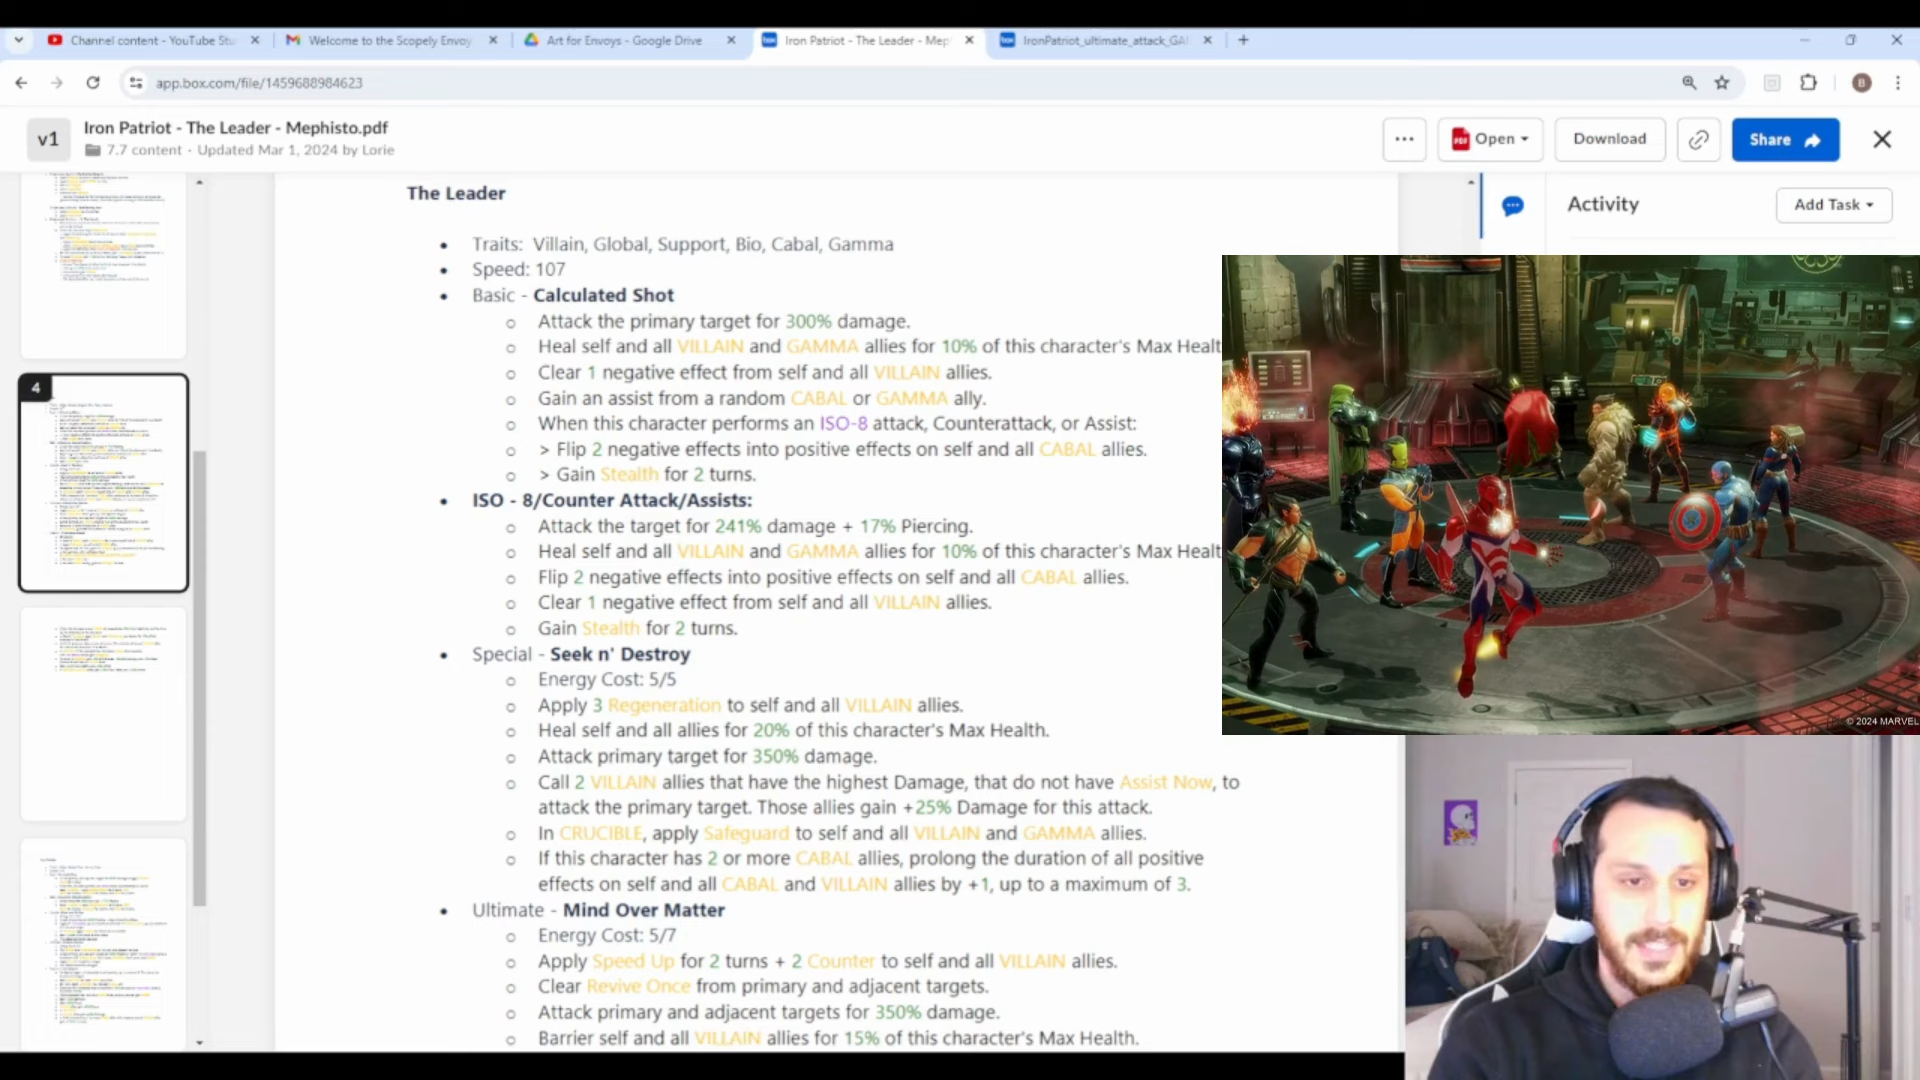 Channel content - YouTube Stu
Welcome to the Scopely Envoy
Art for Envoys - Google Drive
Iron Patriot - The Leader - Mep
IronPatriot_ultimate_attack_GA
app.box.com/file/1459688984623
B
v1
Iron Patriot - The Leader - Mephisto.pdf
7.7 content · Updated Mar 1, 2024 by Lorie
PDF Open
Download
Share
Activity
Add Task
4
The Leader
• Traits: Villain, Global, Support, Bio, Cabal, Gamma
• Speed: 107
• Basic - Calculated Shot
o Attack the primary target for 300% damage.
o Heal self and all VILLAIN and GAMMA allies for 10% of this character's Max Healt
o Clear 1 negative effect from self and all VILLAIN allies.
o Gain an assist from a random CABAL or GAMMA ally.
o When this character performs an ISO-8 attack, Counterattack, or Assist:
o > Flip 2 negative effects into positive effects on self and all CABAL allies.
o > Gain Stealth for 2 turns.
• ISO - 8/Counter Attack/Assists:
o Attack the target for 241% damage + 17% Piercing.
o Heal self and all VILLAIN and GAMMA allies for 10% of this character's Max Healt
o Flip 2 negative effects into positive effects on self and all CABAL allies.
o Clear 1 negative effect from self and all VILLAIN allies.
o Gain Stealth for 2 turns.
• Special - Seek n' Destroy
o Energy Cost: 5/5
o Apply 3 Regeneration to self and all VILLAIN allies.
o Heal self and all allies for 20% of this character's Max Health.
o Attack primary target for 350% damage.
o Call 2 VILLAIN allies that have the highest Damage, that do not have Assist Now, to
attack the primary target. Those allies gain +25% Damage for this attack.
o In CRUCIBLE, apply Safeguard to self and all VILLAIN and GAMMA allies.
o If this character has 2 or more CABAL allies, prolong the duration of all positive
effects on self and all CABAL and VILLAIN allies by +1, up to a maximum of 3.
• Ultimate - Mind Over Matter
o Energy Cost: 5/7
o Apply Speed Up for 2 turns + 2 Counter to self and all VILLAIN allies.
o Clear Revive Once from primary and adjacent targets.
o Attack primary and adjacent targets for 350% damage.
o Barrier self and all VILLAIN allies for 15% of this character's Max Health.
© 2024 MARVEL